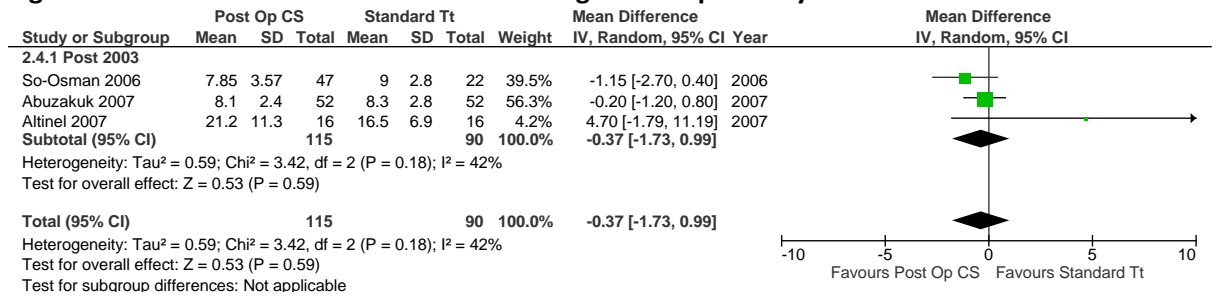 Post Op CS Standard Tt Mean Difference Mean Difference
Study or Subgroup Mean SD Total Mean SD Total Weight IV, Random, 95% CI Year IV, Random, 95% CI
2.4.1 Post 2003
So-Osman 2006 7.85 3.57 47 9 2.8 22 39.5% -1.15 [-2.70, 0.40] 2006
Abuzakuk 2007 8.1 2.4 52 8.3 2.8 52 56.3% -0.20 [-1.20, 0.80] 2007
Altinel 2007 21.2 11.3 16 16.5 6.9 16 4.2% 4.70 [-1.79, 11.19] 2007
Subtotal (95% CI) 115 90 100.0% -0.37 [-1.73, 0.99]
Heterogeneity: Tau² = 0.59; Chi² = 3.42, df = 2 (P = 0.18); I² = 42%
Test for overall effect: Z = 0.53 (P = 0.59)
Total (95% CI) 115 90 100.0% -0.37 [-1.73, 0.99]
Heterogeneity: Tau² = 0.59; Chi² = 3.42, df = 2 (P = 0.18); I² = 42%
Test for overall effect: Z = 0.53 (P = 0.59)
Test for subgroup differences: Not applicable
-10 -5 0 5 10
Favours Post Op CS Favours Standard Tt